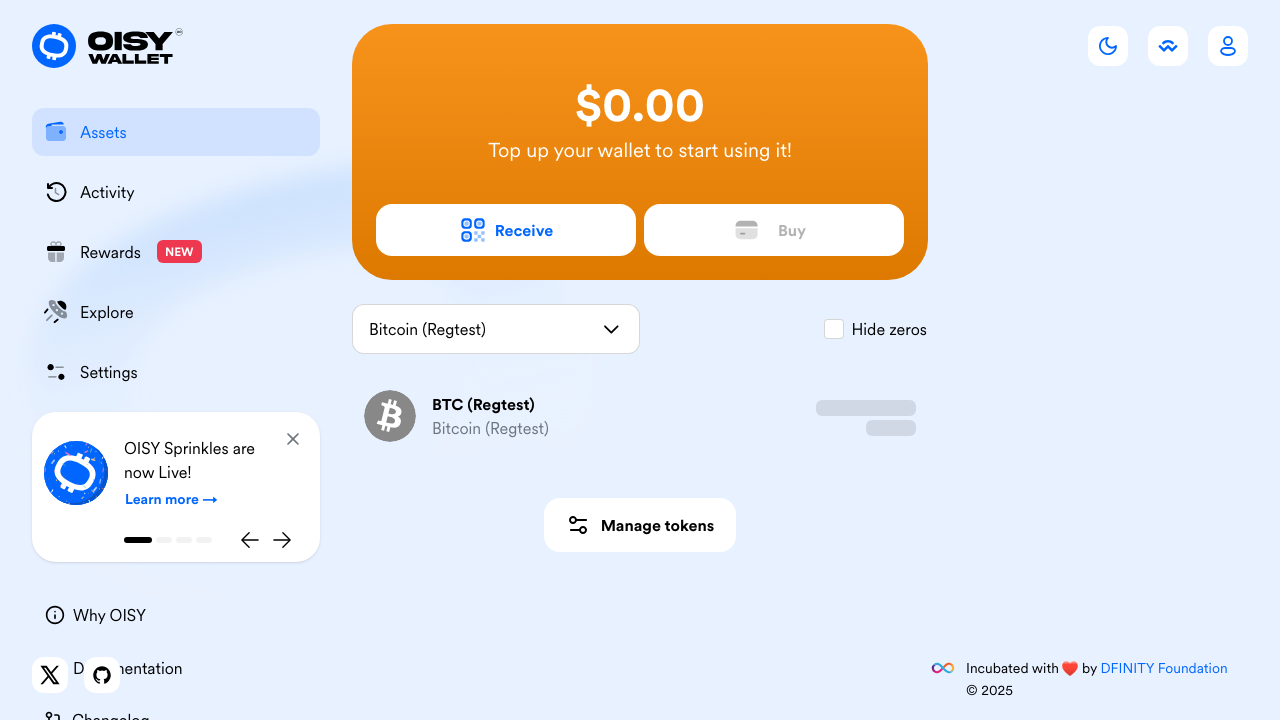 OISY
WALLET
Assets
Activity
Rewards NEW
Explore
Settings
OISY Sprinkles are
now Live!
Learn more →
Why OISY
D mentation
Changelog
$0.00
Top up your wallet to start using it!
Receive
Buy
Bitcoin (Regtest)
Hide zeros
BTC (Regtest)
Bitcoin (Regtest)
Manage tokens
Incubated with ❤️ by DFINITY Foundation
© 2025